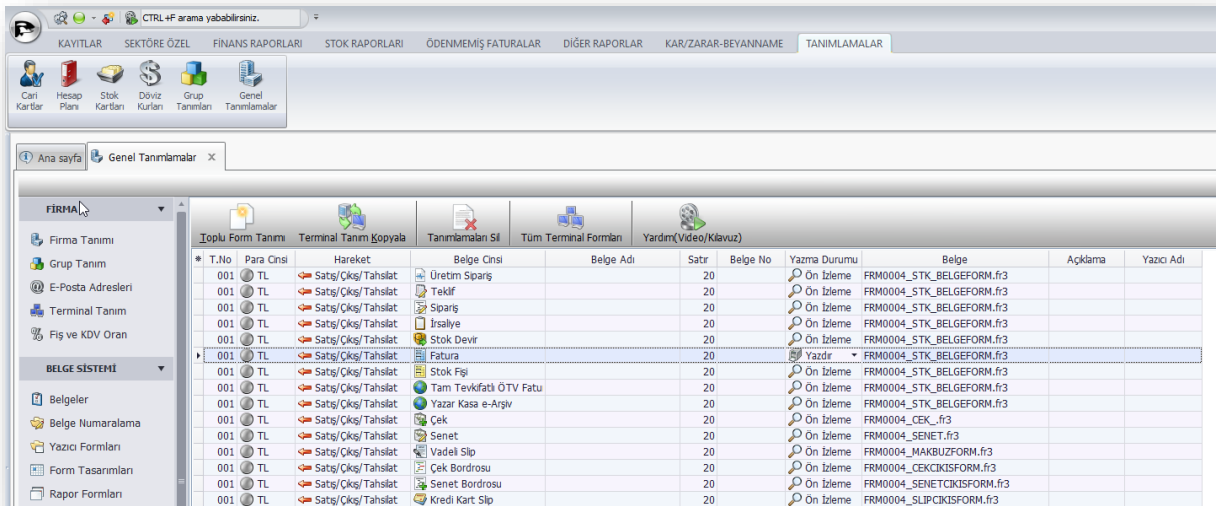 CTRL+F arama yababilirsiniz.
KAYITLAR SEKTÖRE ÖZEL FİNANS RAPORLARI STOK RAPORLARI ÖDENMEMİŞ FATURALAR DİĞER RAPORLAR KAR/ZARAR-BEYANNAME TANIMLAMALAR
Cari Kartlar Hesap Planı Stok Kartları Döviz Kurları Grup Tanımları Genel Tanımlamalar
Ana sayfa Genel Tanımlamalar X
FİRMA
Firma Tanımı
Grup Tanım
E-Posta Adresleri
Terminal Tanım
Fiş ve KDV Oran
BELGE SİSTEMİ
Belgeler
Belge Numaralama
Yazıcı Formları
Form Tasarımları
Rapor Formları
Toplu Form Tanımı Terminal Tanım Kopyala Tanımlamaları Sil Tüm Terminal Formları Yardım(Video/Kılavuz)
* T.No Para Cinsi Hareket Belge Cinsi Belge Adı Satır Belge No Yazma Durumu Belge Açıklama Yazıcı Adı
001 TL Satış/Çıkış/Tahsilat Üretim Sipariş 20 Ön İzleme FRM0004_STK_BELGEFORM.fr3
001 TL Satış/Çıkış/Tahsilat Teklif 20 Ön İzleme FRM0004_STK_BELGEFORM.fr3
001 TL Satış/Çıkış/Tahsilat Sipariş 20 Ön İzleme FRM0004_STK_BELGEFORM.fr3
001 TL Satış/Çıkış/Tahsilat İrsaliye 20 Ön İzleme FRM0004_STK_BELGEFORM.fr3
001 TL Satış/Çıkış/Tahsilat Stok Devir 20 Ön İzleme FRM0004_STK_BELGEFORM.fr3
001 TL Satış/Çıkış/Tahsilat Fatura 20 Yazdır FRM0004_STK_BELGEFORM.fr3
001 TL Satış/Çıkış/Tahsilat Stok Fişi 20 Ön İzleme FRM0004_STK_BELGEFORM.fr3
001 TL Satış/Çıkış/Tahsilat Tam Tevkifatlı ÖTV Fatu 20 Ön İzleme FRM0004_STK_BELGEFORM.fr3
001 TL Satış/Çıkış/Tahsilat Yazar Kasa e-Arşiv 20 Ön İzleme FRM0004_STK_BELGEFORM.fr3
001 TL Satış/Çıkış/Tahsilat Çek 20 Ön İzleme FRM0004_CEK_.fr3
001 TL Satış/Çıkış/Tahsilat Senet 20 Ön İzleme FRM0004_SENET.fr3
001 TL Satış/Çıkış/Tahsilat Vadeli Slip 20 Ön İzleme FRM0004_MAKBUZFORM.fr3
001 TL Satış/Çıkış/Tahsilat Çek Bordrosu 20 Ön İzleme FRM0004_CEKCIKISFORM.fr3
001 TL Satış/Çıkış/Tahsilat Senet Bordrosu 20 Ön İzleme FRM0004_SENETCIKISFORM.fr3
001 TL Satış/Çıkış/Tahsilat Kredi Kart Slip 20 Ön İzleme FRM0004_SLIPCIKISFORM.fr3